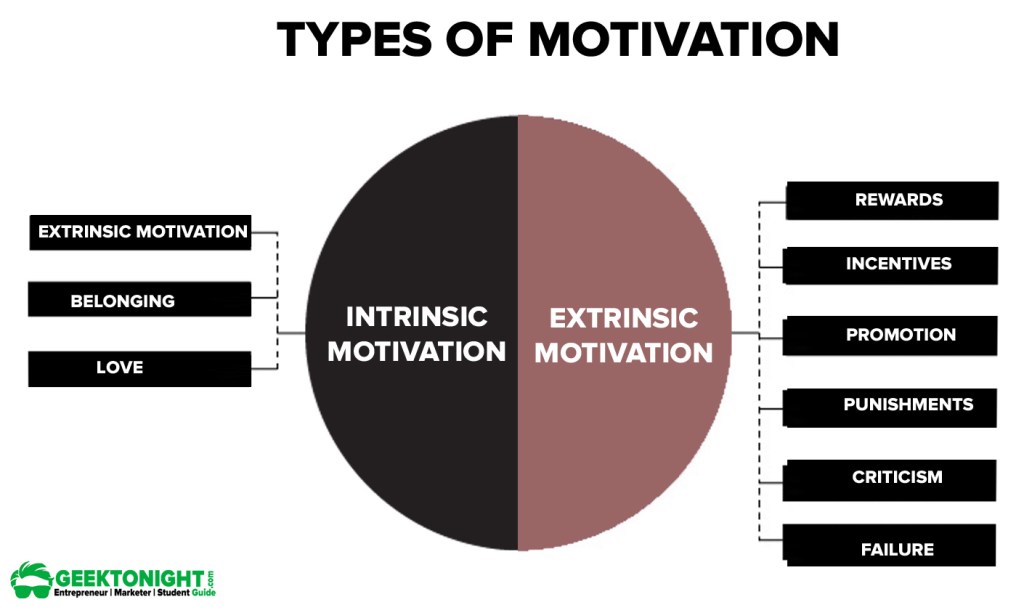 TYPES OF MOTIVATION
EXTRINSIC MOTIVATION
BELONGING
LOVE
INTRINSIC
MOTIVATION
EXTRINSIC
MOTIVATION
REWARDS
INCENTIVES
PROMOTION
PUNISHMENTS
CRITICISM
FAILURE
GEEKTONIGHT.com
Entrepreneur | Marketer | Student Guide